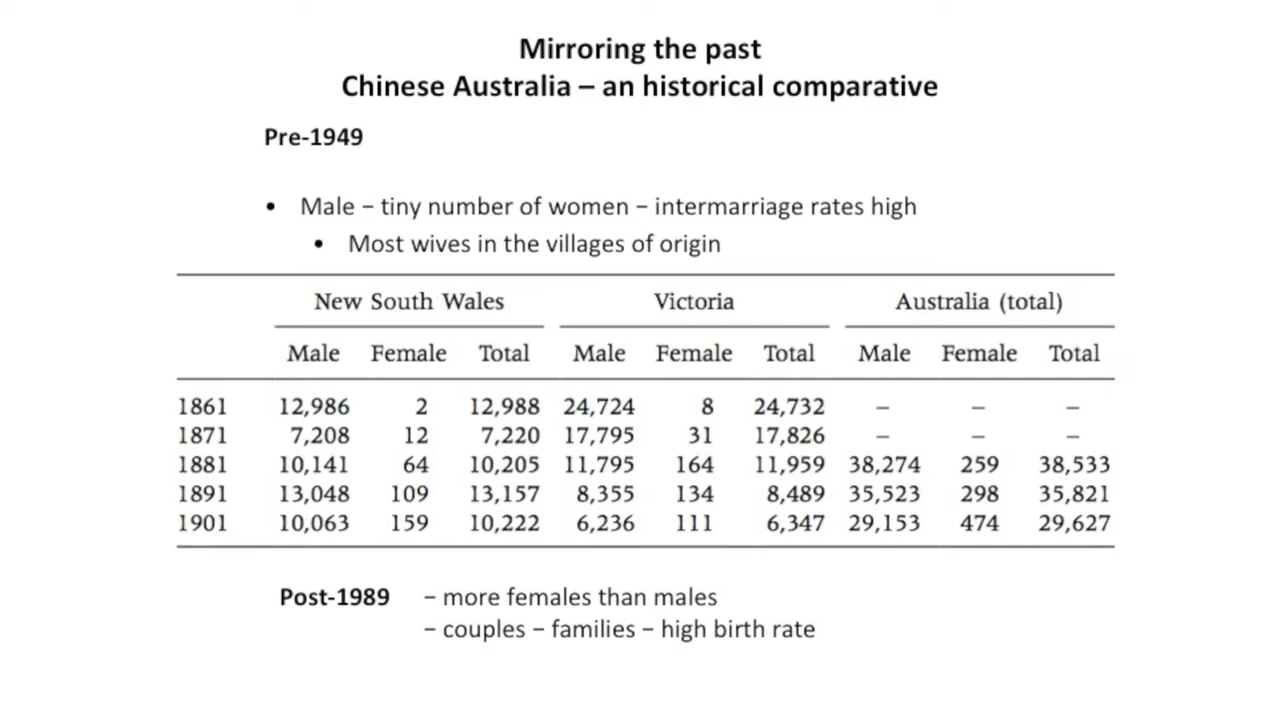 Mirroring the past
Chinese Australia – an historical comparative
Pre-1949
• Male – tiny number of women – intermarriage rates high
• Most wives in the villages of origin
New South Wales Victoria Australia (total)
Male Female Total Male Female Total Male Female Total
1861 12,986 2 12,988 24,724 8 24,732 – – –
1871 7,208 12 7,220 17,795 31 17,826 – – –
1881 10,141 64 10,205 11,795 164 11,959 38,274 259 38,533
1891 13,048 109 13,157 8,355 134 8,489 35,523 298 35,821
1901 10,063 159 10,222 6,236 111 6,347 29,153 474 29,627
Post-1989 – more females than males
– couples – families – high birth rate